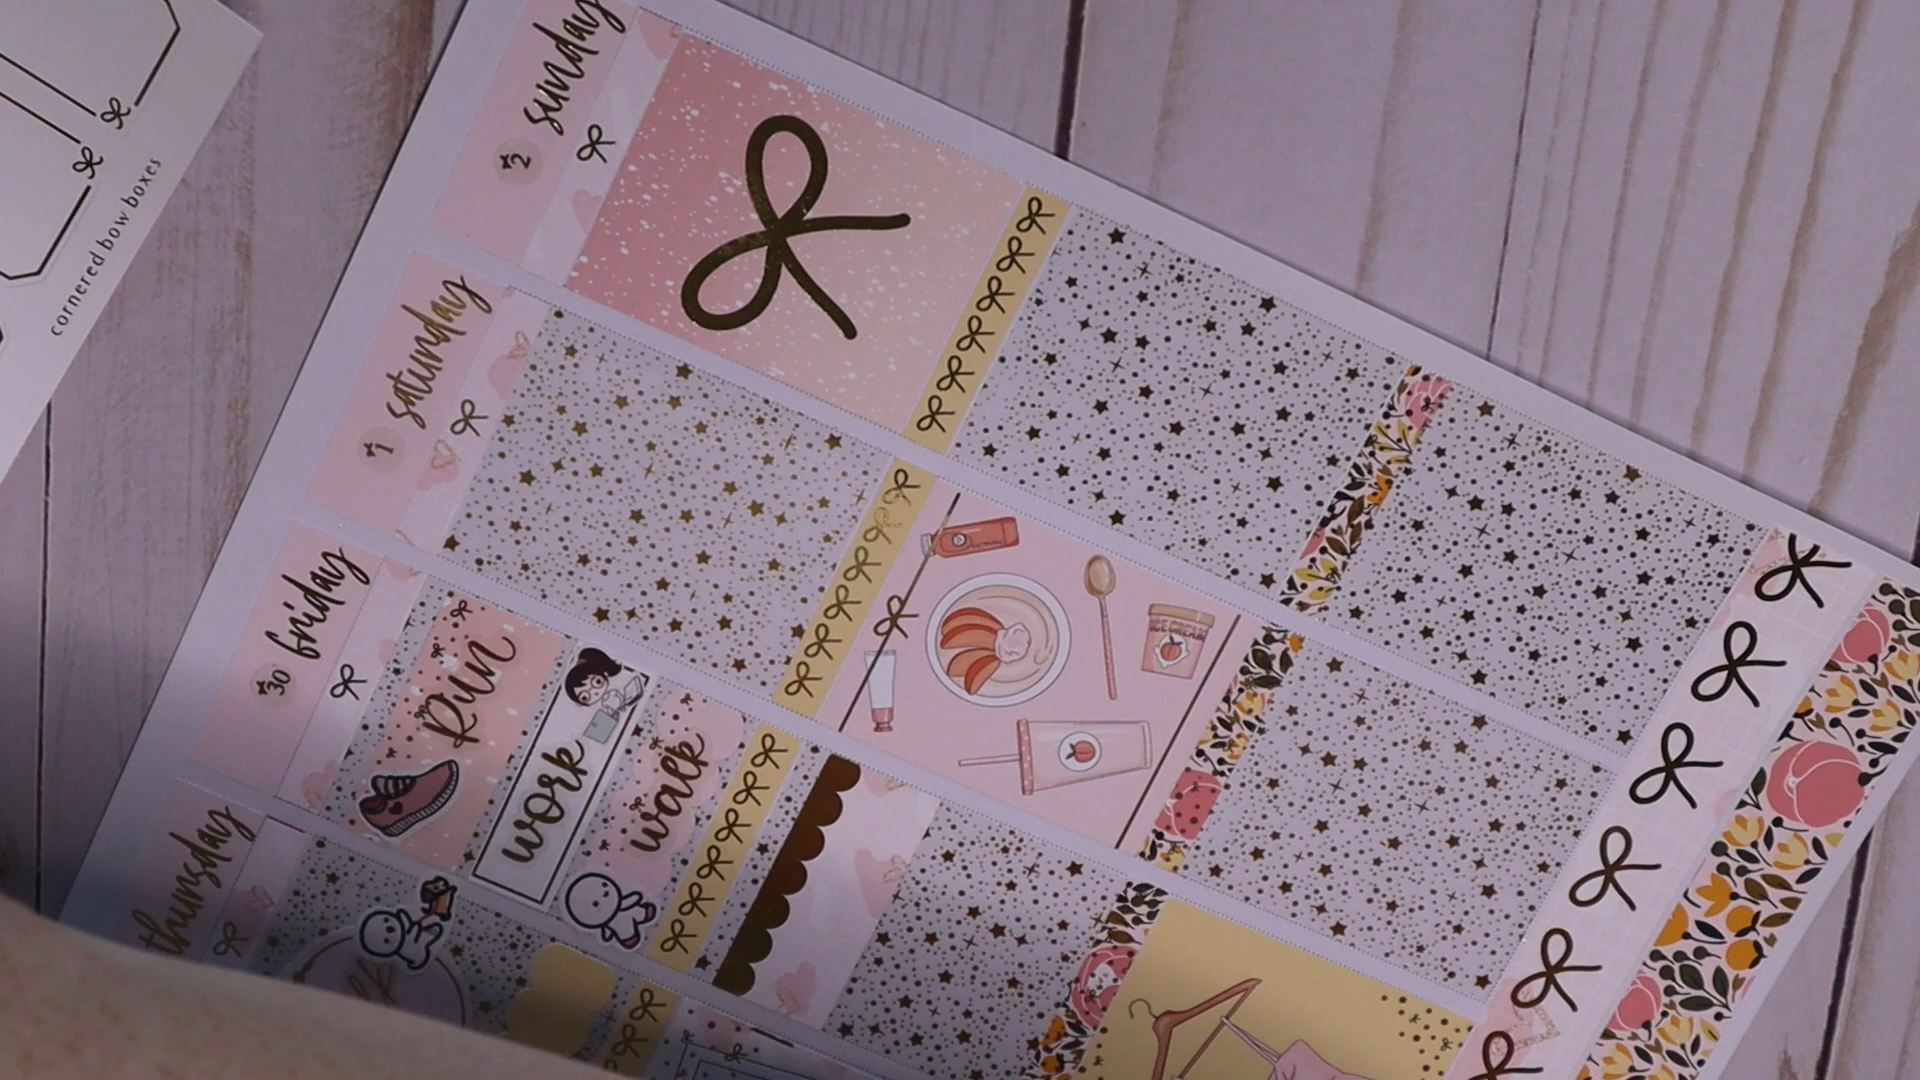 cornered bow boxes
2
sunday
1
saturday
30
friday
Run
work
walk
thursday
ICE CREAM